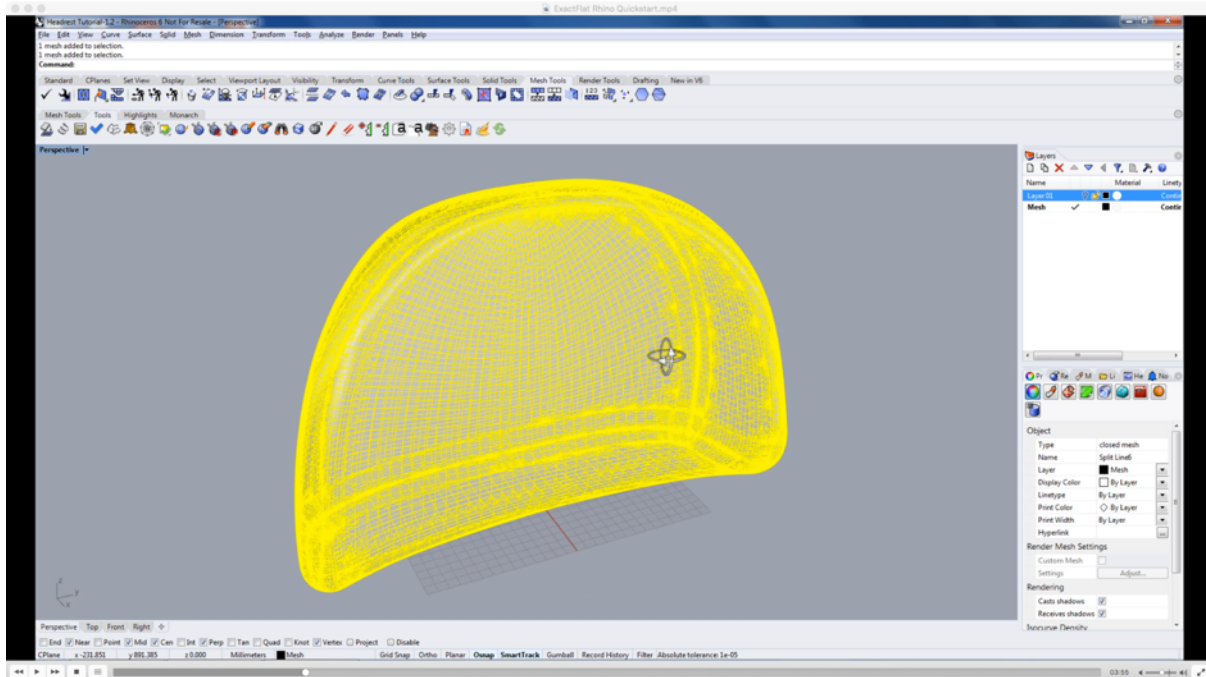 ExactFlat Rhino Quickstart.mp4
Headrest Tutorial-1.2 - Rhinoceros 6 Not For Resale - [Perspective]
File Edit View Curve Surface Solid Mesh Dimension Transform Tools Analyze Render Panels Help
1 mesh added to selection.
1 mesh added to selection.
Command:
Standard CPlanes Set View Display Select Viewport Layout Visibility Transform Curve Tools Surface Tools Solid Tools Mesh Tools Render Tools Drafting New in V6
Mesh Tools Tools Highlights Monarch
Perspective
Layers
Name Material Linety
Layer 01 Contin
Mesh Contin
Pr Re M Li He No
Object
Type closed mesh
Name Split Line6
Layer Mesh
Display Color By Layer
Linetype By Layer
Print Color By Layer
Print Width By Layer
Hyperlink ...
Render Mesh Settings
Custom Mesh
Settings Adjust...
Rendering
Casts shadows
Receives shadows
Isocurve Density
z
y
x
Perspective Top Front Right
End Near Point Mid Cen Int Perp Tan Quad Knot Vertex Project Disable
CPlane x -231.851 y 891.385 z 0.000 Millimeters Mesh Grid Snap Ortho Planar Osnap SmartTrack Gumball Record History Filter Absolute tolerance: 1e-05
03:55